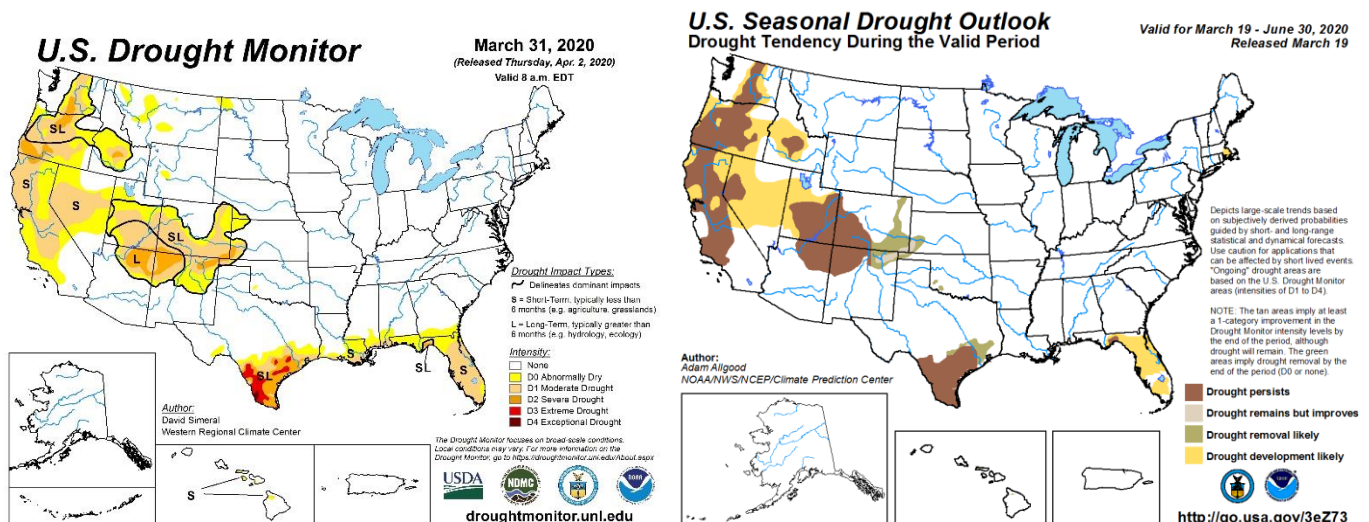 U.S. Drought Monitor
March 31, 2020
(Released Thursday, Apr. 2, 2020)
Valid 8 a.m. EDT
SL
S
S
SL
L
SL
S
SL
S
Drought Impact Types:
Delineates dominant impacts
S = Short-Term, typically less than
6 months (e.g. agriculture, grasslands)
L = Long-Term, typically greater than
6 months (e.g. hydrology, ecology)
Intensity:
None
D0 Abnormally Dry
D1 Moderate Drought
D2 Severe Drought
D3 Extreme Drought
D4 Exceptional Drought
Author:
David Simeral
Western Regional Climate Center
S
The Drought Monitor focuses on broad-scale conditions.
Local conditions may vary. For more information on the
Drought Monitor, go to https://droughtmonitor.unl.edu/About.aspx
USDA
NDMC
noaa
droughtmonitor.unl.edu
U.S. Seasonal Drought Outlook
Drought Tendency During the Valid Period
Valid for March 19 - June 30, 2020
Released March 19
Depicts large-scale trends based
on subjectively derived probabilities
guided by short- and long-range
statistical and dynamical forecasts.
Use caution for applications that
can be affected by short lived events.
"Ongoing" drought areas are
based on the U.S. Drought Monitor
areas (intensities of D1 to D4).
NOTE: The tan areas imply at least
a 1-category improvement in the
Drought Monitor intensity levels by
the end of the period, although
drought will remain. The green
areas imply drought removal by the
end of the period (D0 or none).
Author:
Adam Allgood
NOAA/NWS/NCEP/Climate Prediction Center
Drought persists
Drought remains but improves
Drought removal likely
Drought development likely
http://go.usa.gov/3eZ73